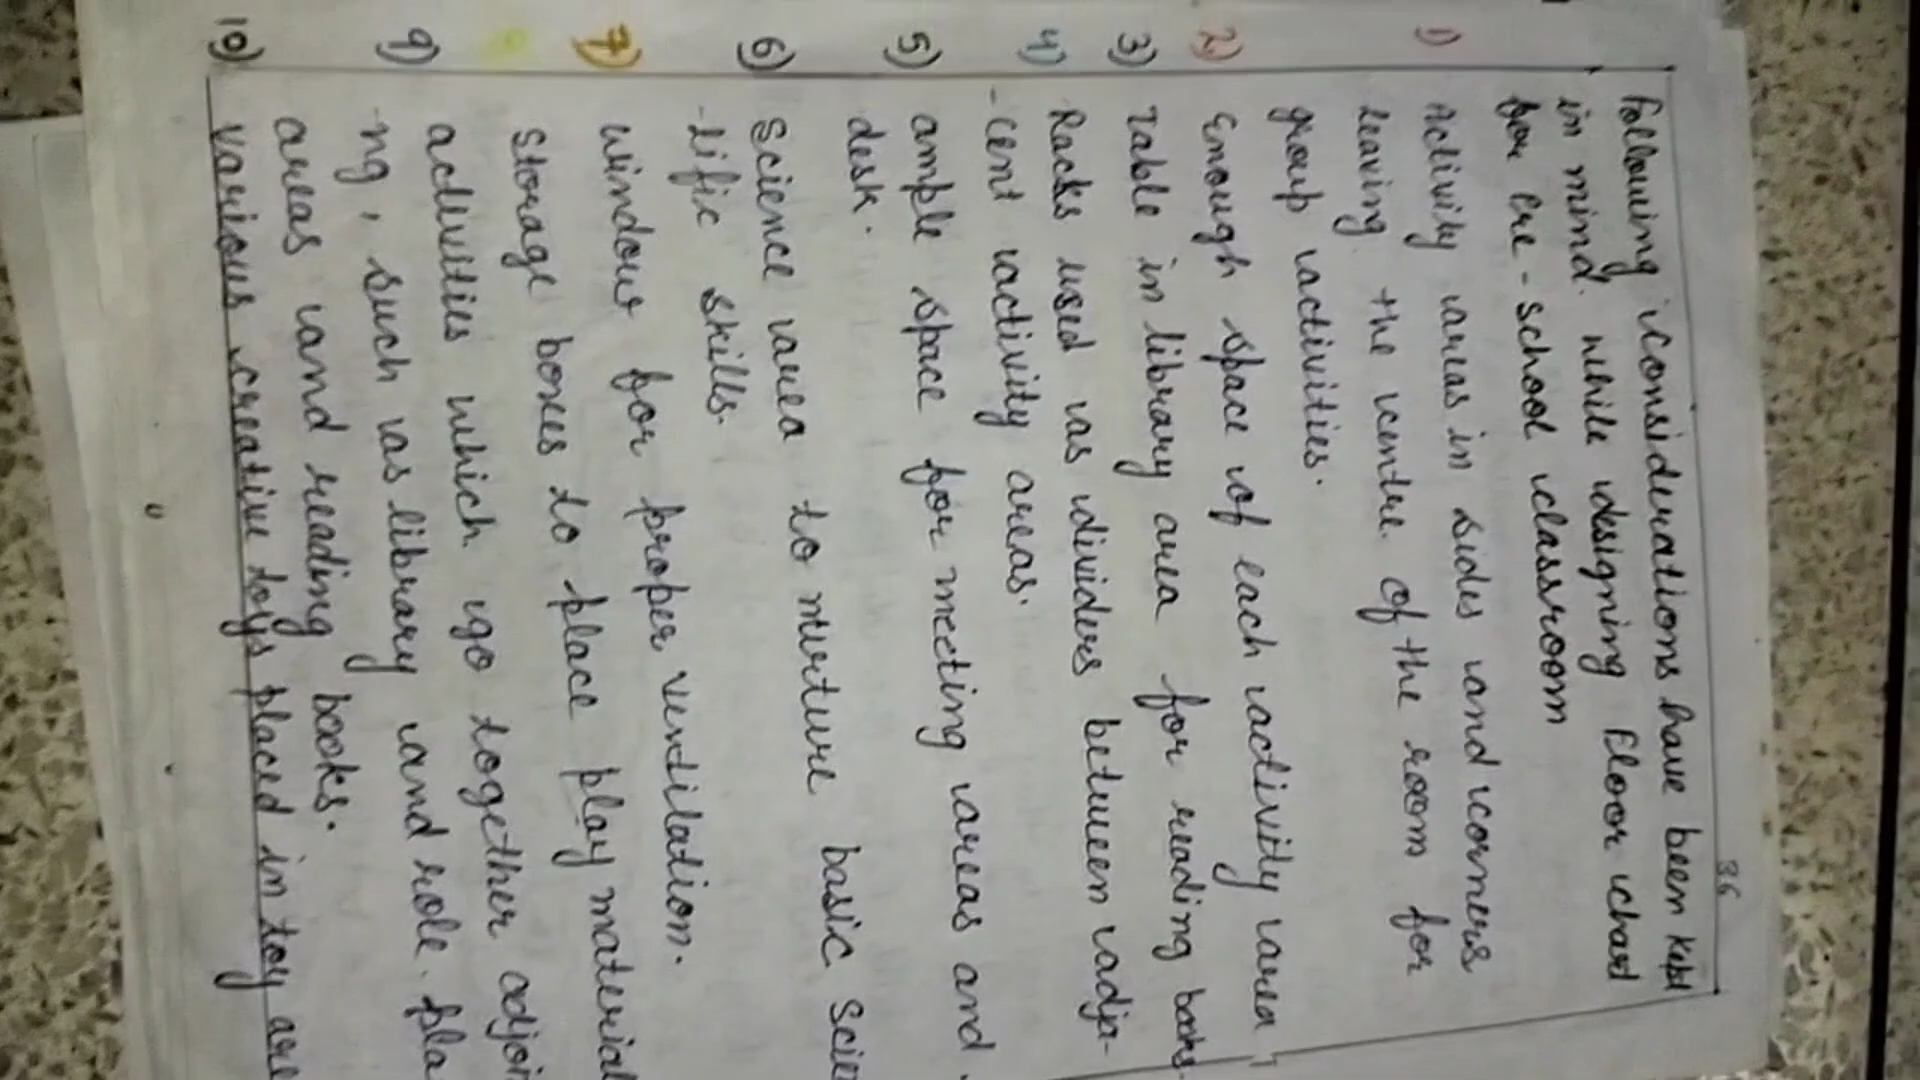 36
Following considerations have been kept
in mind while designing Floor chart
for Pre-school classroom
1) Activity areas in sides and corners
leaving the centre of the room for
group activities.
2) Enough space of each activity area
3) Table in library area for reading books
4) Racks used as dividers between adja-
-cent activity areas.
5) ample space for meeting areas and
desk.
6) Science area to nurture basic Scie
-tific skills.
7) Window for proper ventilation.
Storage boxes to place play material
activities which go together adjoi
9) ng, such as library and role pla
areas and reading books.
10) various creative toys placed in toy are